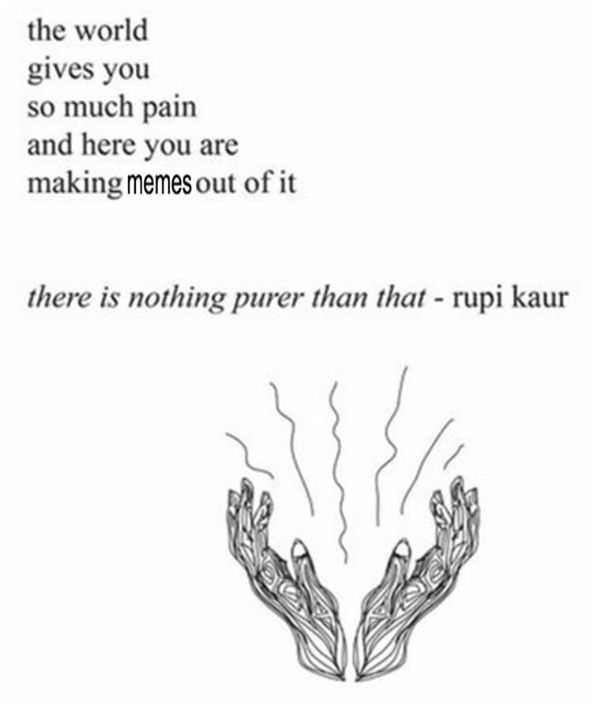 the world
gives you
so much pain
and here you are
making memes out of it
there is nothing purer than that - rupi kaur